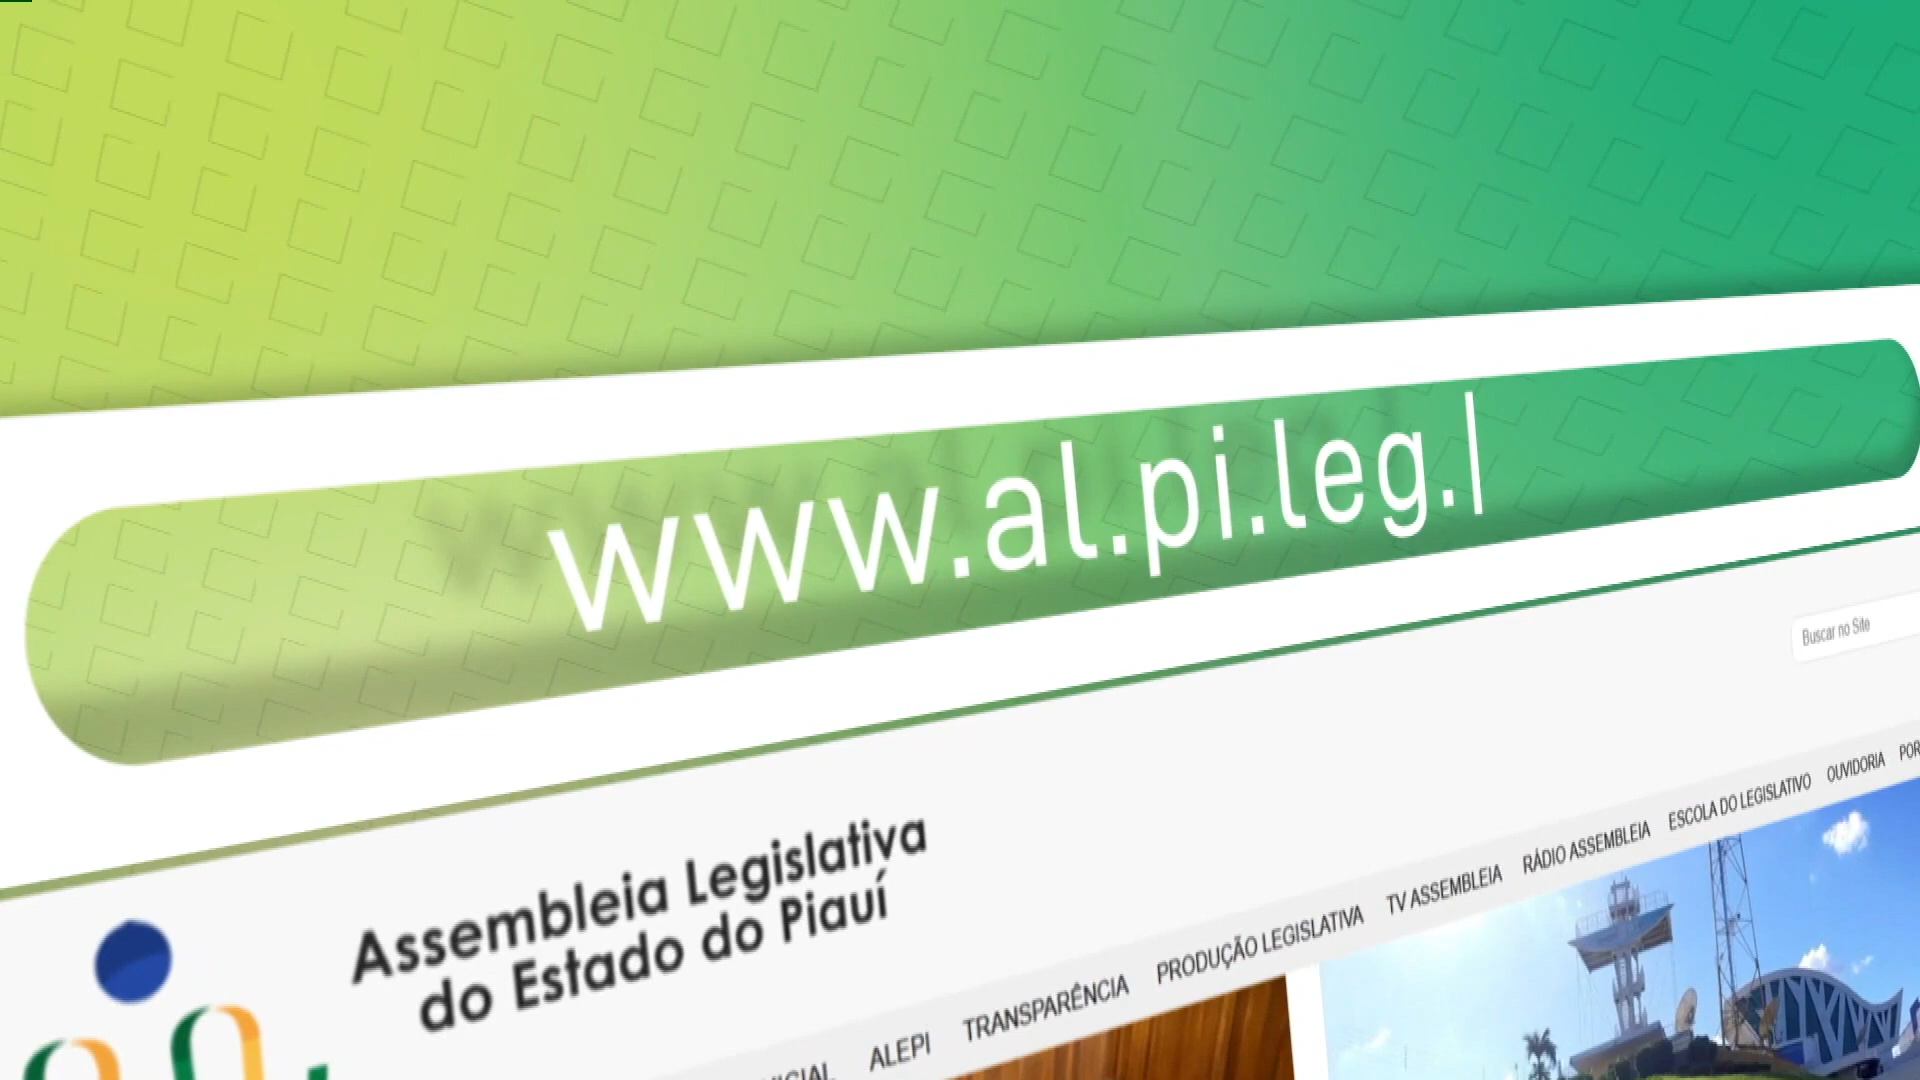 www.al.pi.leg.
Buscar no Site
Assembleia Legislativa
do Estado do Piauí
ALEPI TRANSPARÊNCIA PRODUÇÃO LEGISLATIVA TV ASSEMBLEIA RÁDIO ASSEMBLEIA ESCOLA DO LEGISLATIVO OUVIDORIA